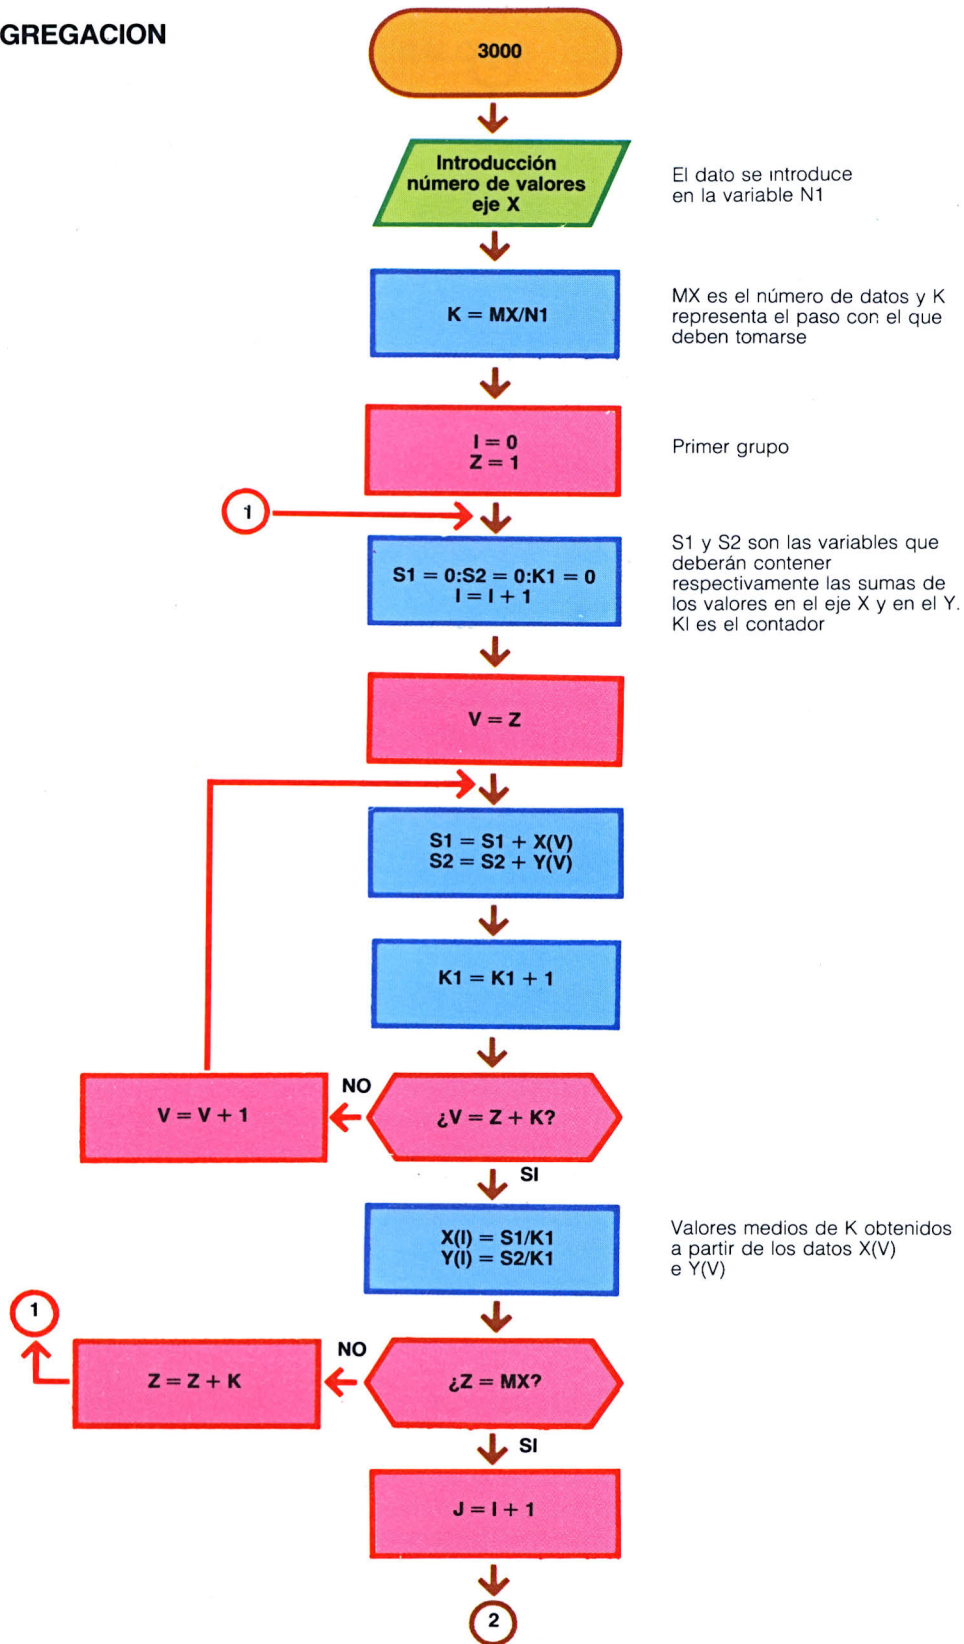 GREGACION
3000
Introducción
número de valores
eje X
El dato se introduce
en la variable N1
K = MX/N1
MX es el número de datos y K
representa el paso con el que
deben tomarse
I = 0
Z = 1
Primer grupo
1
S1 = 0:S2 = 0:K1 = 0
I = I + 1
S1 y S2 son las variables que
deberán contener
respectivamente las sumas de
los valores en el eje X y en el Y.
KI es el contador
V = Z
S1 = S1 + X(V)
S2 = S2 + Y(V)
K1 = K1 + 1
NO
V = V + 1
¿V = Z + K?
SI
X(I) = S1/K1
Y(I) = S2/K1
Valores medios de K obtenidos
a partir de los datos X(V)
e Y(V)
1
NO
Z = Z + K
¿Z = MX?
SI
J = I + 1
2